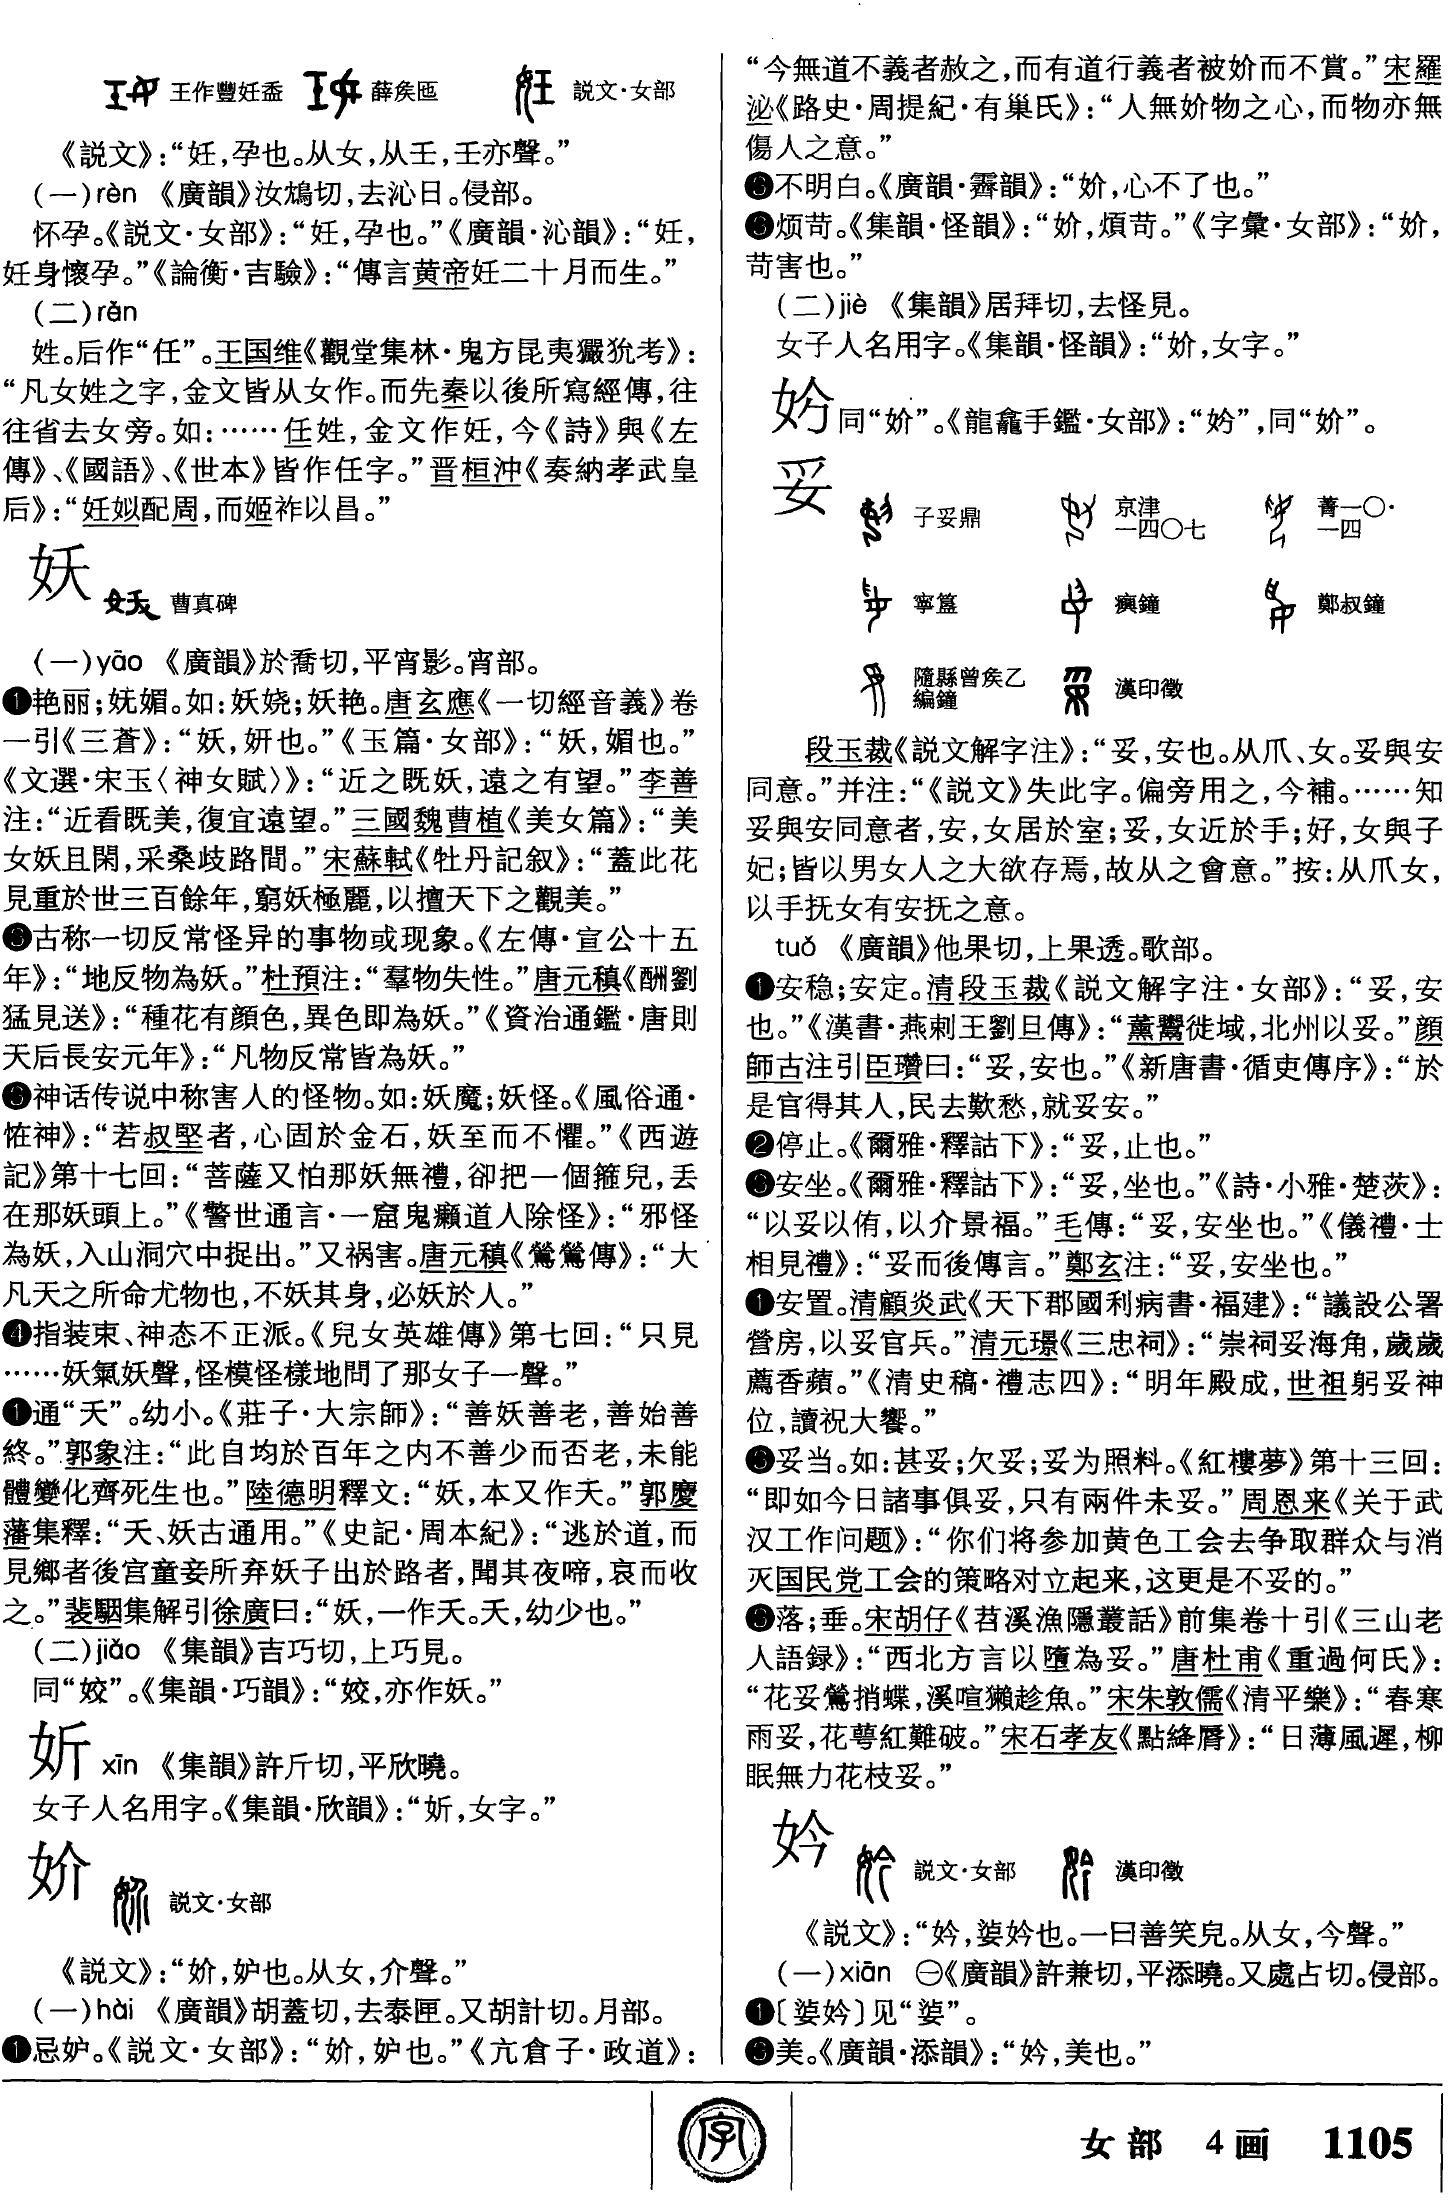 王作豐妊盉 薛矦匜 説文·女部
《説文》：“妊，孕也。从女，从壬，壬亦聲。”
（一）rèn 《廣韻》汝鴆切，去沁日。侵部。
怀孕。《説文·女部》：“妊，孕也。”《廣韻·沁韻》：“妊，
妊身懷孕。”《論衡·吉驗》：“傳言黄帝妊二十月而生。”
（二）rǎn
姓。后作“任”。王国维《觀堂集林·鬼方昆夷玁狁考》：
“凡女姓之字，金文皆从女作。而先秦以後所寫經傳，往
往省去女旁。如：……任姓，金文作妊，今《詩》與《左
傳》、《國語》、《世本》皆作任字。”晋桓沖《奏納孝武皇
后》：“妊姒配周，而姬祚以昌。”
妖 曹真碑
（一）yāo 《廣韻》於喬切，平宵影。宵部。
❶艳丽；妩媚。如：妖娆；妖艳。唐玄應《一切經音義》卷
一引《三蒼》：“妖，妍也。”《玉篇·女部》：“妖，媚也。”
《文選·宋玉〈神女賦〉》：“近之既妖，遠之有望。”李善
注：“近看既美，復宜遠望。”三國魏曹植《美女篇》：“美
女妖且閑，采桑歧路間。”宋蘇軾《牡丹記叙》：“蓋此花
見重於世三百餘年，窮妖極麗，以擅天下之觀美。”
❸古称一切反常怪异的事物或现象。《左傳·宣公十五
年》：“地反物為妖。”杜預注：“羣物失性。”唐元稹《酬劉
猛見送》：“種花有顔色，異色即為妖。”《資治通鑑·唐則
天后長安元年》：“凡物反常皆為妖。”
❸神话传说中称害人的怪物。如：妖魔；妖怪。《風俗通·
恠神》：“若叔堅者，心固於金石，妖至而不懼。”《西遊
記》第十七回：“菩薩又怕那妖無禮，卻把一個箍兒，丢
在那妖頭上。”《警世通言·一窟鬼癩道人除怪》：“邪怪
為妖，入山洞穴中捉出。”又祸害。唐元稹《鶯鶯傳》：“大
凡天之所命尤物也，不妖其身，必妖於人。”
❹指装束、神态不正派。《兒女英雄傳》第七回：“只見
……妖氣妖聲，怪模怪樣地問了那女子一聲。”
❶通“夭”。幼小。《莊子·大宗師》：“善妖善老，善始善
終。”郭象注：“此自均於百年之内不善少而否老，未能
體變化齊死生也。”陸德明釋文：“妖，本又作夭。”郭慶
藩集釋：“夭、妖古通用。”《史記·周本紀》：“逃於道，而
見鄉者後宫童妾所弃妖子出於路者，聞其夜啼，哀而收
之。”裴駰集解引徐廣曰：“妖，一作夭。夭，幼少也。”
（二）jiǎo 《集韻》吉巧切，上巧見。
同“姣”。《集韻·巧韻》：“姣，亦作妖。”
妡 xīn 《集韻》許斤切，平欣曉。
女子人名用字。《集韻·欣韻》：“妡，女字。”
妎 説文·女部
《説文》：“妎，妒也。从女，介聲。”
（一）hài 《廣韻》胡蓋切，去泰匣。又胡計切。月部。
❶忌妒。《説文·女部》：“妎，妒也。”《亢倉子·政道》：
“今無道不義者赦之，而有道行義者被妎而不賞。”宋羅
泌《路史·周提紀·有巢氏》：“人無妎物之心，而物亦無
傷人之意。”
❸不明白。《廣韻·霽韻》：“妎，心不了也。”
❸烦苛。《集韻·怪韻》：“妎，煩苛。”《字彙·女部》：“妎，
苛害也。”
（二）jiè 《集韻》居拜切，去怪見。
女子人名用字。《集韻·怪韻》：“妎，女字。”
妗同“妎”。《龍龕手鑑·女部》：“妗”，同“妎”。
妥 子妥鼎 京津一四〇七 菁一〇·一四
寧簋 𤼈鐘 鄭叔鐘
隨縣曾矦乙編鐘 漢印徵
段玉裁《説文解字注》：“妥，安也。从爪、女。妥與安
同意。”并注：“《説文》失此字。偏旁用之，今補。……知
妥與安同意者，安，女居於室；妥，女近於手；好，女與子
妃；皆以男女人之大欲存焉，故从之會意。”按：从爪女，
以手抚女有安抚之意。
tuǒ 《廣韻》他果切，上果透。歌部。
❶安稳；安定。清段玉裁《説文解字注·女部》：“妥，安
也。”《漢書·燕剌王劉旦傳》：“薰鬻徙域，北州以妥。”顔
師古注引臣瓚曰：“妥，安也。”《新唐書·循吏傳序》：“於
是官得其人，民去歎愁，就妥安。”
❷停止。《爾雅·釋詁下》：“妥，止也。”
❸安坐。《爾雅·釋詁下》：“妥，坐也。”《詩·小雅·楚茨》：
“以妥以侑，以介景福。”毛傳：“妥，安坐也。”《儀禮·士
相見禮》：“妥而後傳言。”鄭玄注：“妥，安坐也。”
❶安置。清顧炎武《天下郡國利病書·福建》：“議設公署
營房，以妥官兵。”清元璟《三忠祠》：“崇祠妥海角，歲歲
薦香蘋。”《清史稿·禮志四》：“明年殿成，世祖躬妥神
位，讀祝大饗。”
❸妥当。如：甚妥；欠妥；妥为照料。《紅樓夢》第十三回：
“即如今日諸事俱妥，只有兩件未妥。”周恩来《关于武
汉工作问题》：“你们将参加黄色工会去争取群众与消
灭国民党工会的策略对立起来，这更是不妥的。”
❻落；垂。宋胡仔《苕溪漁隱叢話》前集卷十引《三山老
人語録》：“西北方言以墮為妥。”唐杜甫《重過何氏》：
“花妥鶯捎蝶，溪喧獺趁魚。”宋朱敦儒《清平樂》：“春寒
雨妥，花萼紅難破。”宋石孝友《點絳脣》：“日薄風遲，柳
眠無力花枝妥。”
妗 説文·女部 漢印徵
《説文》：“妗，婆妗也。一曰善笑皃。从女，今聲。”
（一）xiān ㊀《廣韻》許兼切，平添曉。又處占切。侵部。
❶〔婆妗〕见“婆”。
❸美。《廣韻·添韻》：“妗，美也。”
字
女部 4画 1105